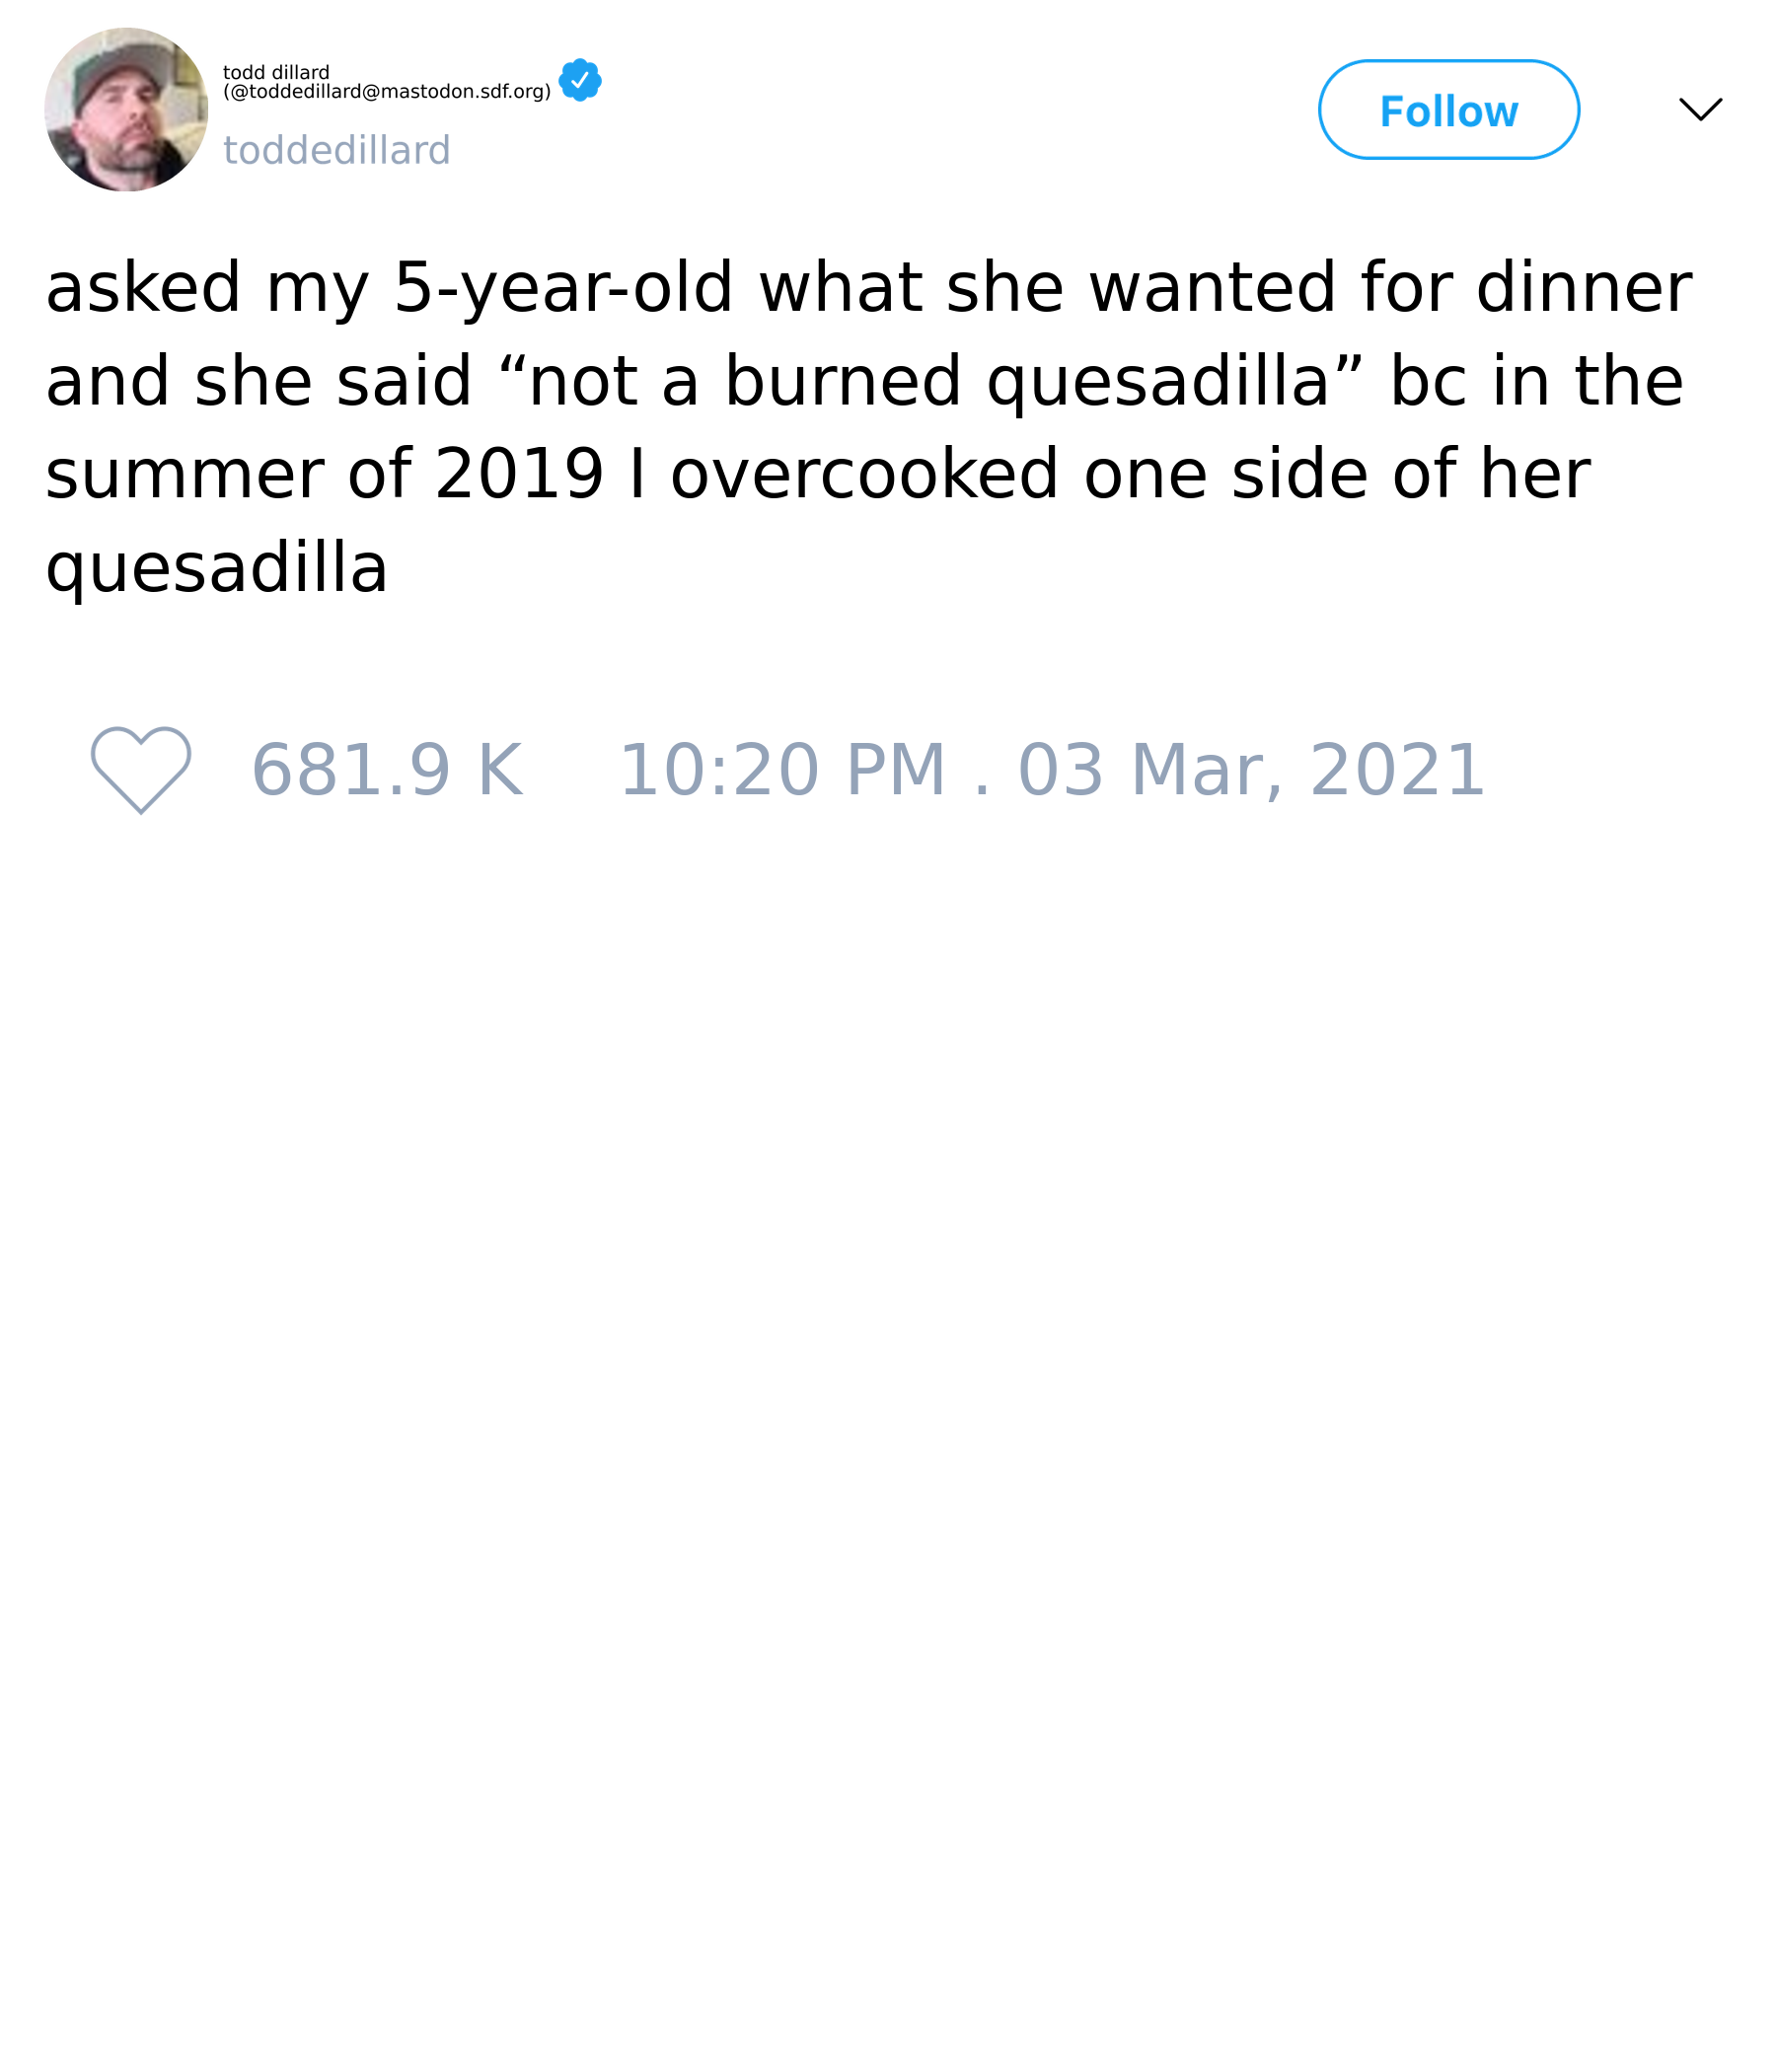 todd dillard
(@toddedillard@mastodon.sdf.org)
toddedillard
Follow
asked my 5-year-old what she wanted for dinner
and she said “not a burned quesadilla” bc in the
summer of 2019 I overcooked one side of her
quesadilla
681.9 K 10:20 PM . 03 Mar, 2021